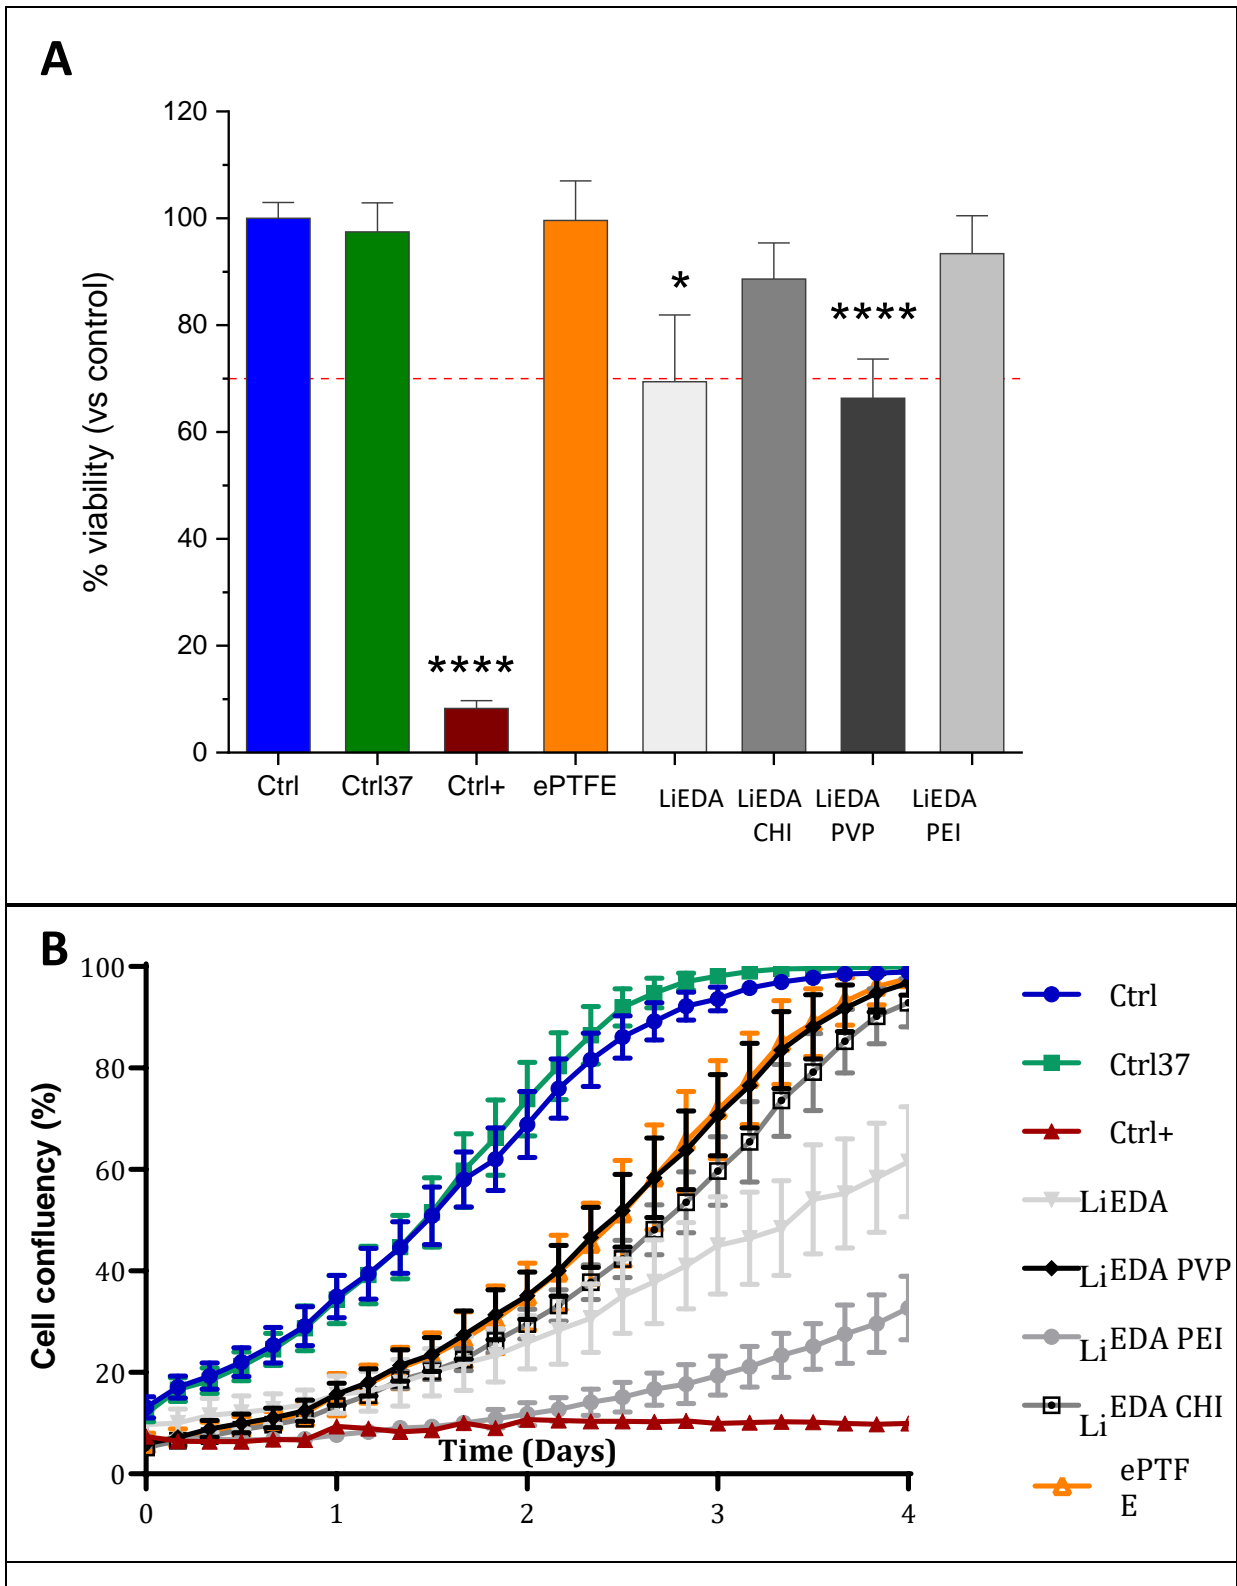 A
% viability (vs control)
120
100
80
60
40
20
0
*
****
****
Ctrl Ctrl37 Ctrl+ ePTFE LiEDA LiEDA LiEDA LiEDA
CHI PVP PEI
B
Cell confluency (%)
100
80
60
40
20
0
Time (Days)
0 1 2 3 4
Ctrl
Ctrl37
Ctrl+
LiEDA
LiEDA PVP
LiEDA PEI
LiEDA CHI
ePTF
E